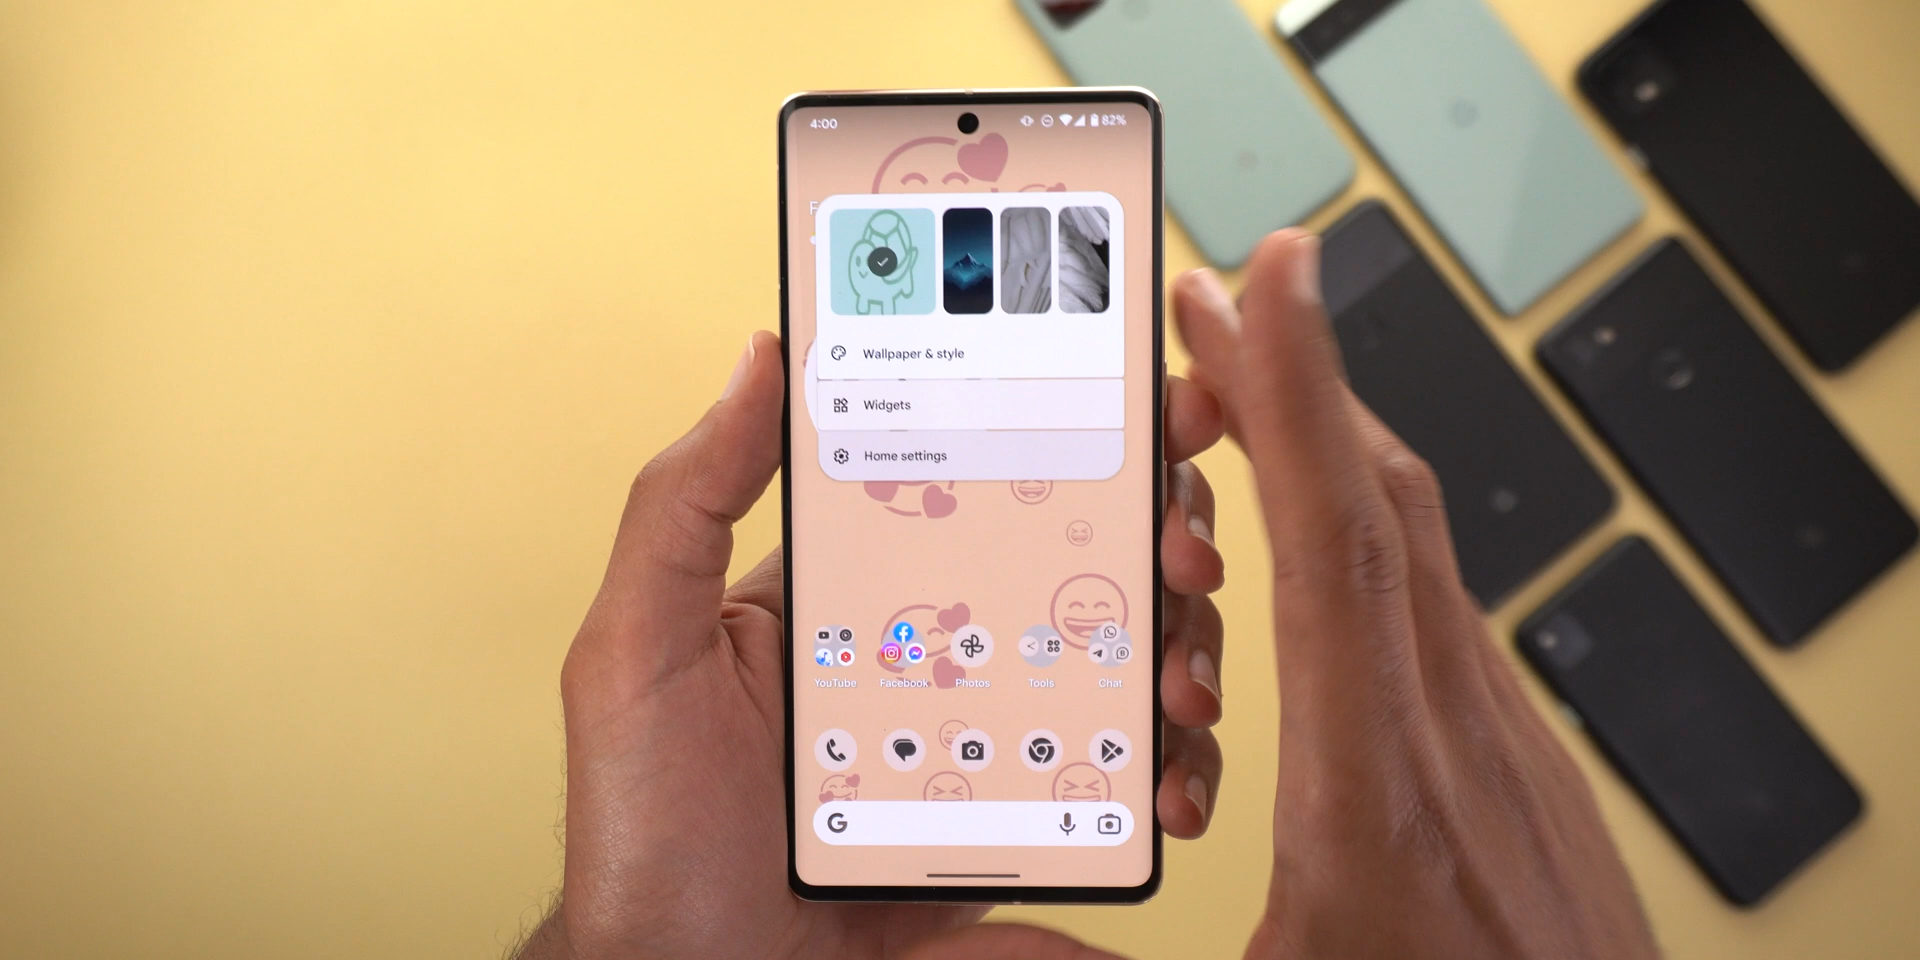 4:00
82%
F
Wallpaper & style
Widgets
Home settings
YouTube
Facebook
Photos
Tools
Chat
G